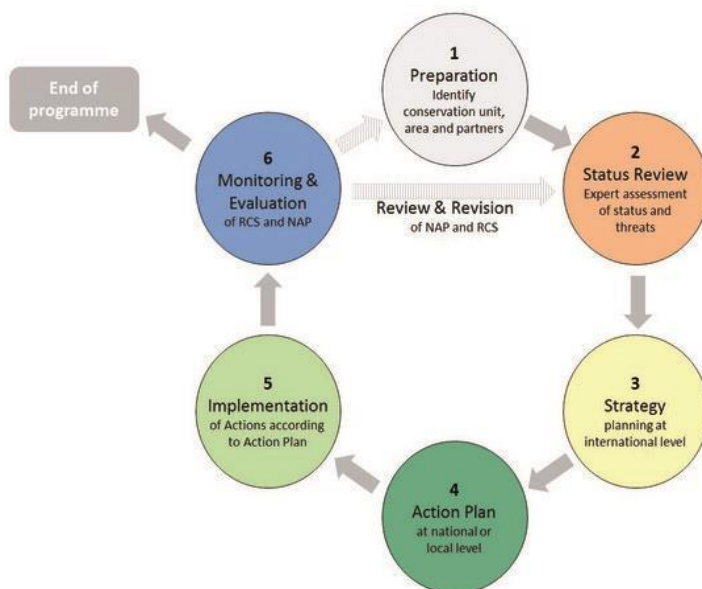 End of
programme
1
Preparation
Identify
conservation unit,
area and partners
2
Status Review
Expert assessment
of status and
threats
3
Strategy
planning at
international level
4
Action Plan
at national or
local level
5
Implementation
of Actions according
to Action Plan
6
Monitoring &
Evaluation
of RCS and NAP
Review & Revision
of NAP and RCS